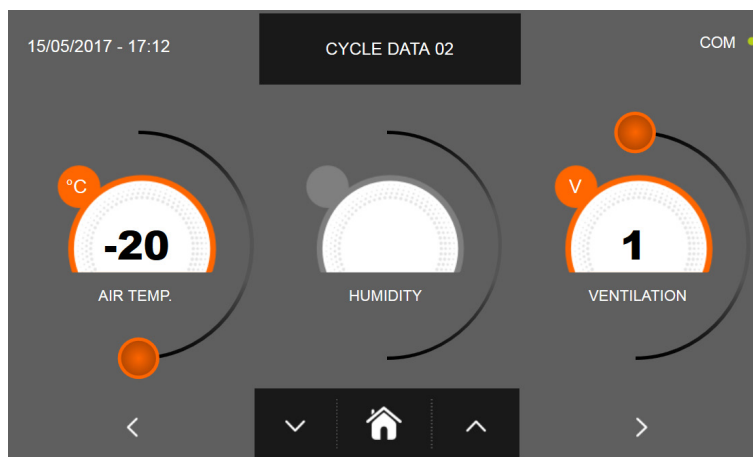 15/05/2017 - 17:12
CYCLE DATA 02
COM
°C
-20
AIR TEMP.
HUMIDITY
V
1
VENTILATION